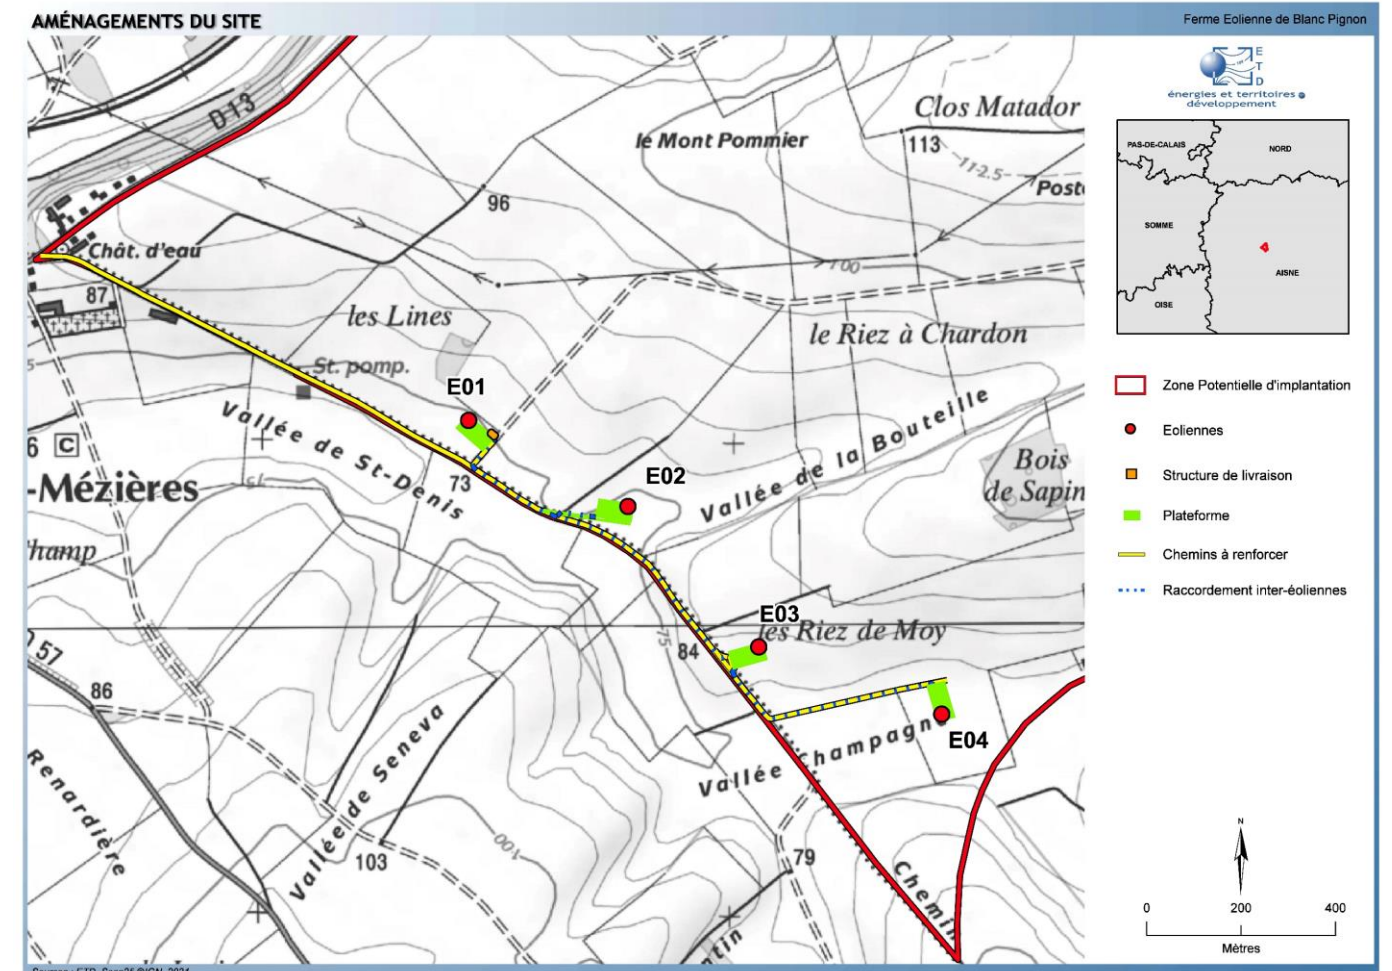 AMÉNAGEMENTS DU SITE
Ferme Eolienne de Blanc Pignon
E
T
D
énergies et territoires
développement
PAS-DE-CALAIS
NORD
SOMME
AISNE
OISE
D 13
Clos Matador
le Mont Pommier
113
112.5
Post
96
Chât. d'eau
100
87
les Lines
le Riez à Chardon
St. pomp.
E01
Vallée de St-Denis
Vallée de la Bouteille
6 C
Bois
de Sapin
E02
73
-Mézières
hamp
E03
les Riez de Moy
75
84
57
86
E04
Vallée Champagn
Vallée de Seneva
Renardière
100
103
79
Chemin
ntin
Zone Potentielle d'implantation
Eoliennes
Structure de livraison
Plateforme
Chemins à renforcer
Raccordement inter-éoliennes
N
0 200 400
Mètres